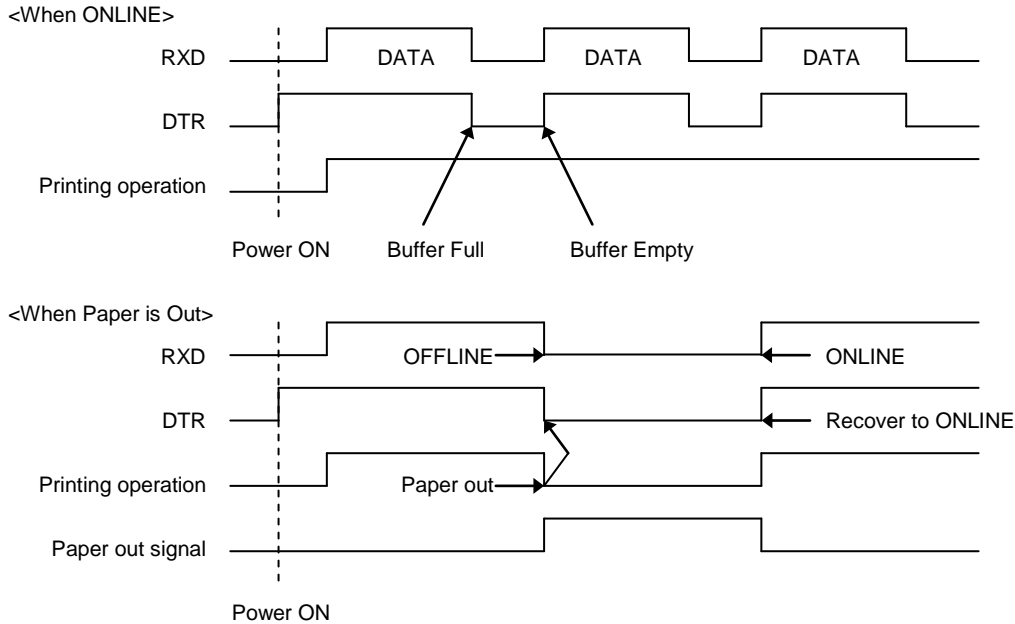 <When ONLINE>
RXD DATA DATA DATA
DTR
Printing operation
Power ON Buffer Full Buffer Empty
<When Paper is Out>
RXD OFFLINE ONLINE
DTR Recover to ONLINE
Printing operation Paper out
Paper out signal
Power ON